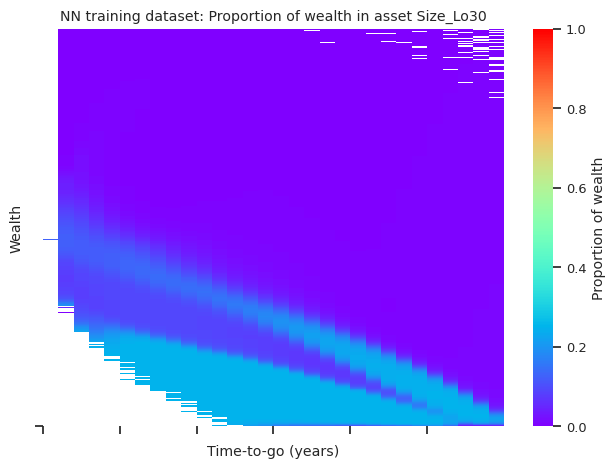 NN training dataset: Proportion of wealth in asset Size_Lo30
Wealth
Time-to-go (years)
1.0
0.8
0.6
0.4
0.2
0.0
Proportion of wealth